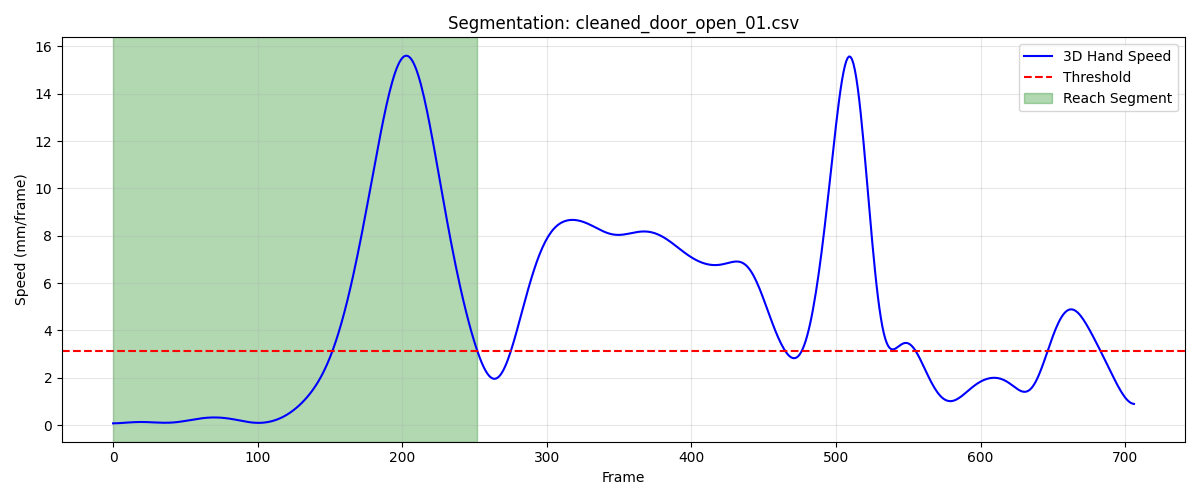 Segmentation: cleaned_door_open_01.csv
3D Hand Speed
Threshold
Reach Segment
Speed (mm/frame)
16
14
12
10
8
6
4
2
0
0 100 200 300 400 500 600 700
Frame